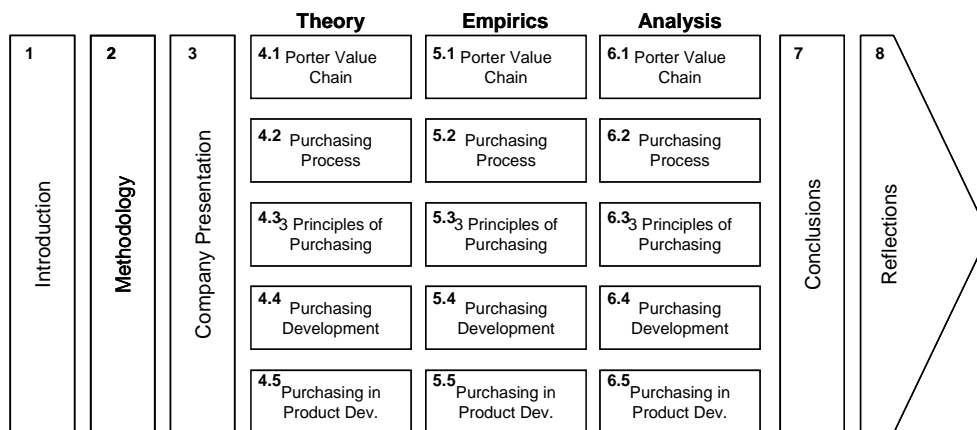 Theory
Empirics
Analysis
1
Introduction
2
Methodology
3
Company Presentation
4.1 Porter Value
Chain
5.1 Porter Value
Chain
6.1 Porter Value
Chain
4.2 Purchasing
Process
5.2 Purchasing
Process
6.2 Purchasing
Process
4.3 3 Principles of
Purchasing
5.3 3 Principles of
Purchasing
6.3 3 Principles of
Purchasing
4.4 Purchasing
Development
5.4 Purchasing
Development
6.4 Purchasing
Development
4.5 Purchasing in
Product Dev.
5.5 Purchasing in
Product Dev.
6.5 Purchasing in
Product Dev.
7
Conclusions
8
Reflections